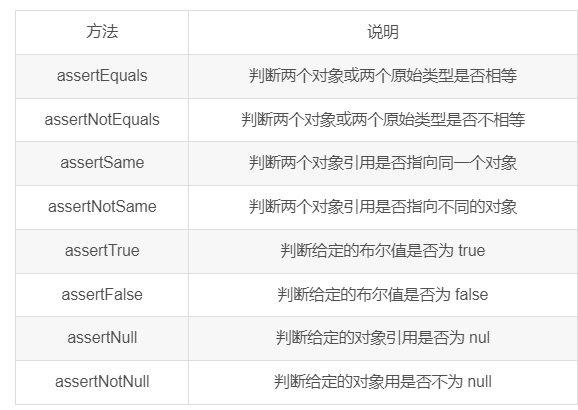 方法 说明
assertEquals 判断两个对象或两个原始类型是否相等
assertNotEquals 判断两个对象或两个原始类型是否不相等
assertSame 判断两个对象引用是否指向同一个对象
assertNotSame 判断两个对象引用是否指向不同的对象
assertTrue 判断给定的布尔值是否为 true
assertFalse 判断给定的布尔值是否为 false
assertNull 判断给定的对象引用是否为 nul
assertNotNull 判断给定的对象用是否不为 null